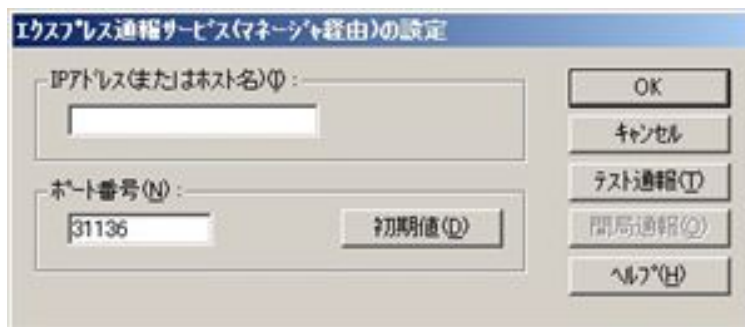 ｴｸｽﾌﾟﾚｽ通報ｻｰﾋﾞｽ(ﾏﾈｰｼﾞｬ経由)の設定
IPｱﾄﾞﾚｽ(またはﾎｽﾄ名)(I) :
OK
ｷｬﾝｾﾙ
ﾎﾟｰﾄ番号(N) :
ﾃｽﾄ通報(T)
31136
初期値(D)
開局通報(O)
ﾍﾙﾌﾟ(H)